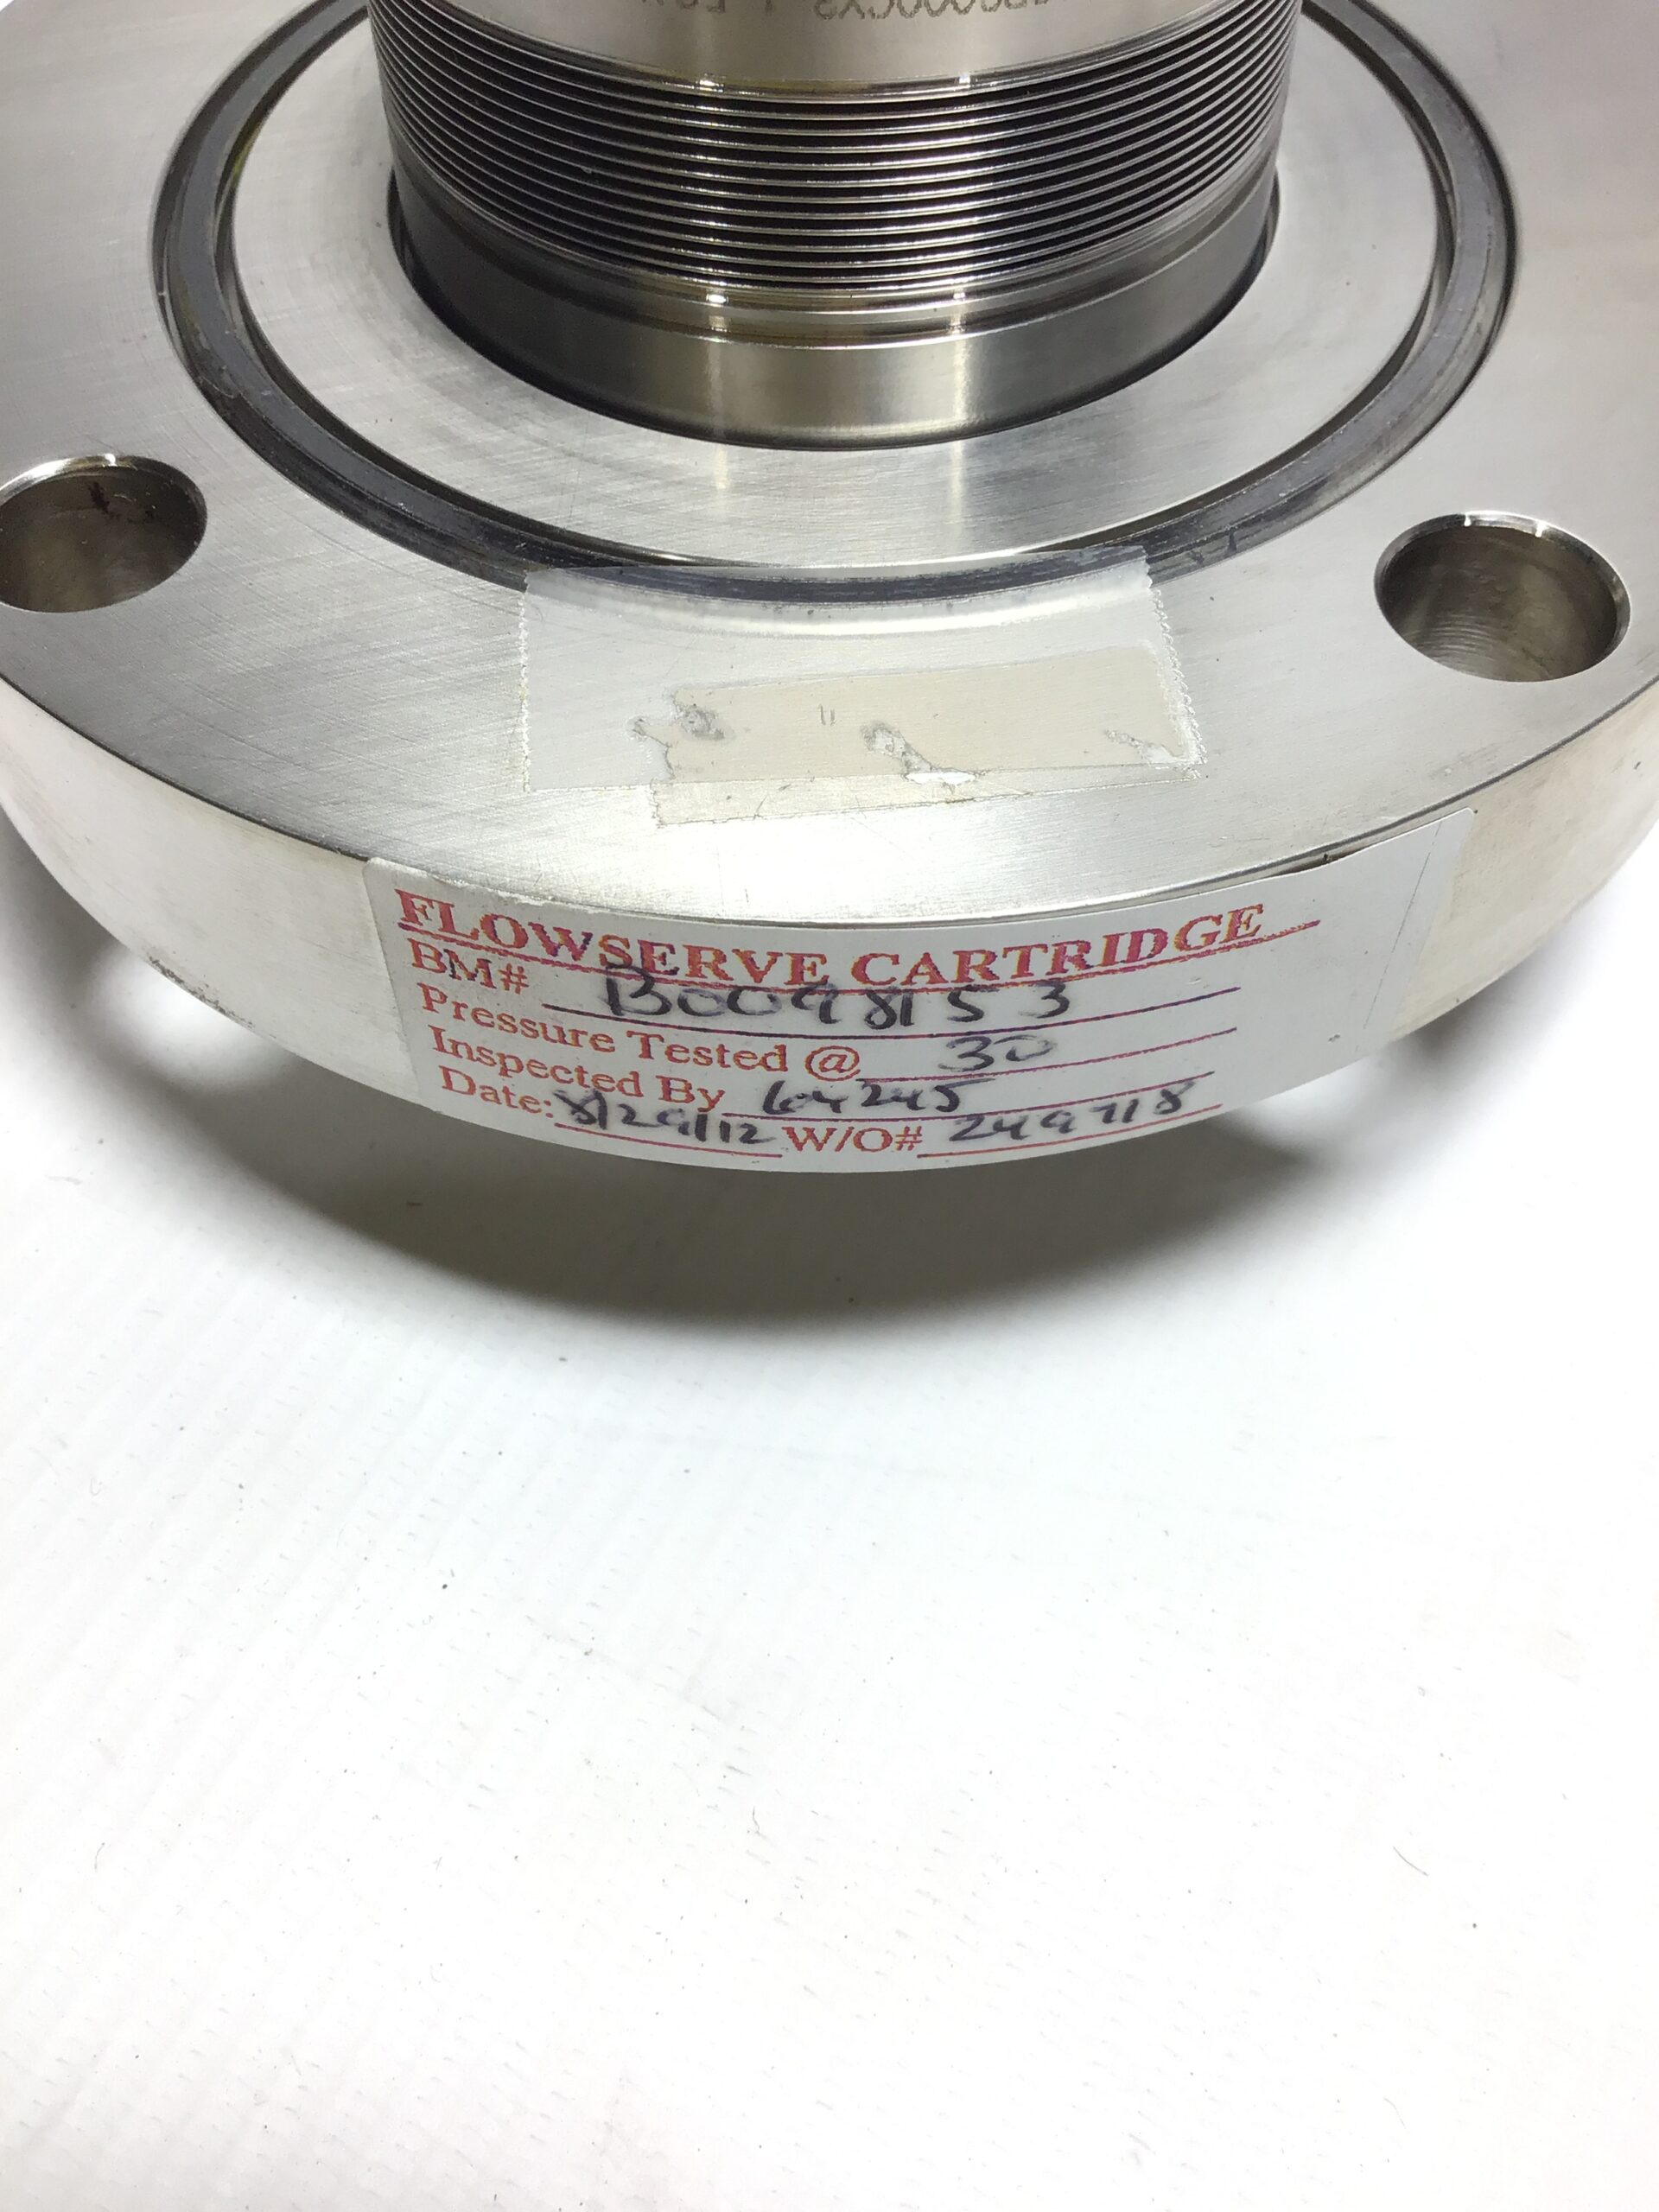 FLOWSERVE CARTRIDGE
BM# B0098153
Pressure Tested @ 30
Inspected By 64245
Date: 8/29/12 W/O# 249718